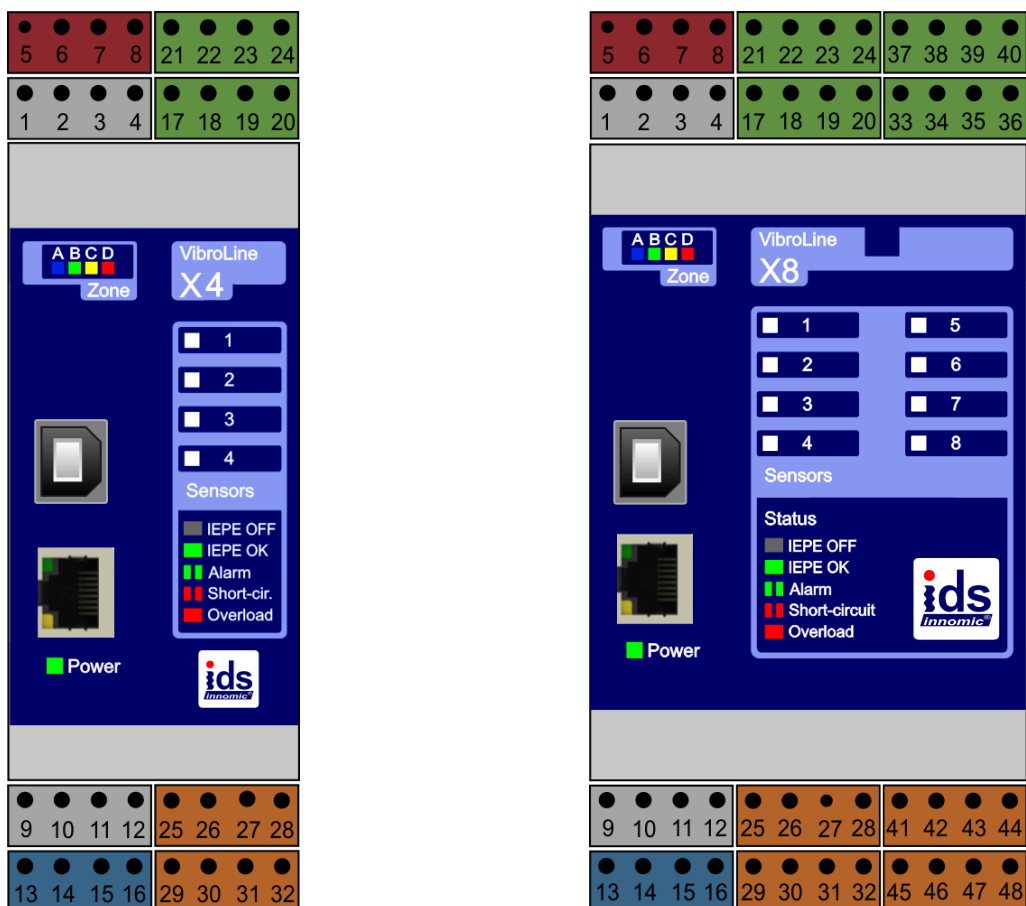 5 6 7 8 21 22 23 24
1 2 3 4 17 18 19 20
A B C D
Zone
VibroLine
X4
1
2
3
4
Sensors
IEPE OFF
IEPE OK
Alarm
Short-cir.
Overload
Power
ids
innomic®
9 10 11 12 25 26 27 28
13 14 15 16 29 30 31 32
5 6 7 8 21 22 23 24 37 38 39 40
1 2 3 4 17 18 19 20 33 34 35 36
A B C D
Zone
VibroLine
X8
1 5
2 6
3 7
4 8
Sensors
Status
IEPE OFF
IEPE OK
Alarm
Short-circuit
Overload
Power
ids
innomic®
9 10 11 12 25 26 27 28 41 42 43 44
13 14 15 16 29 30 31 32 45 46 47 48